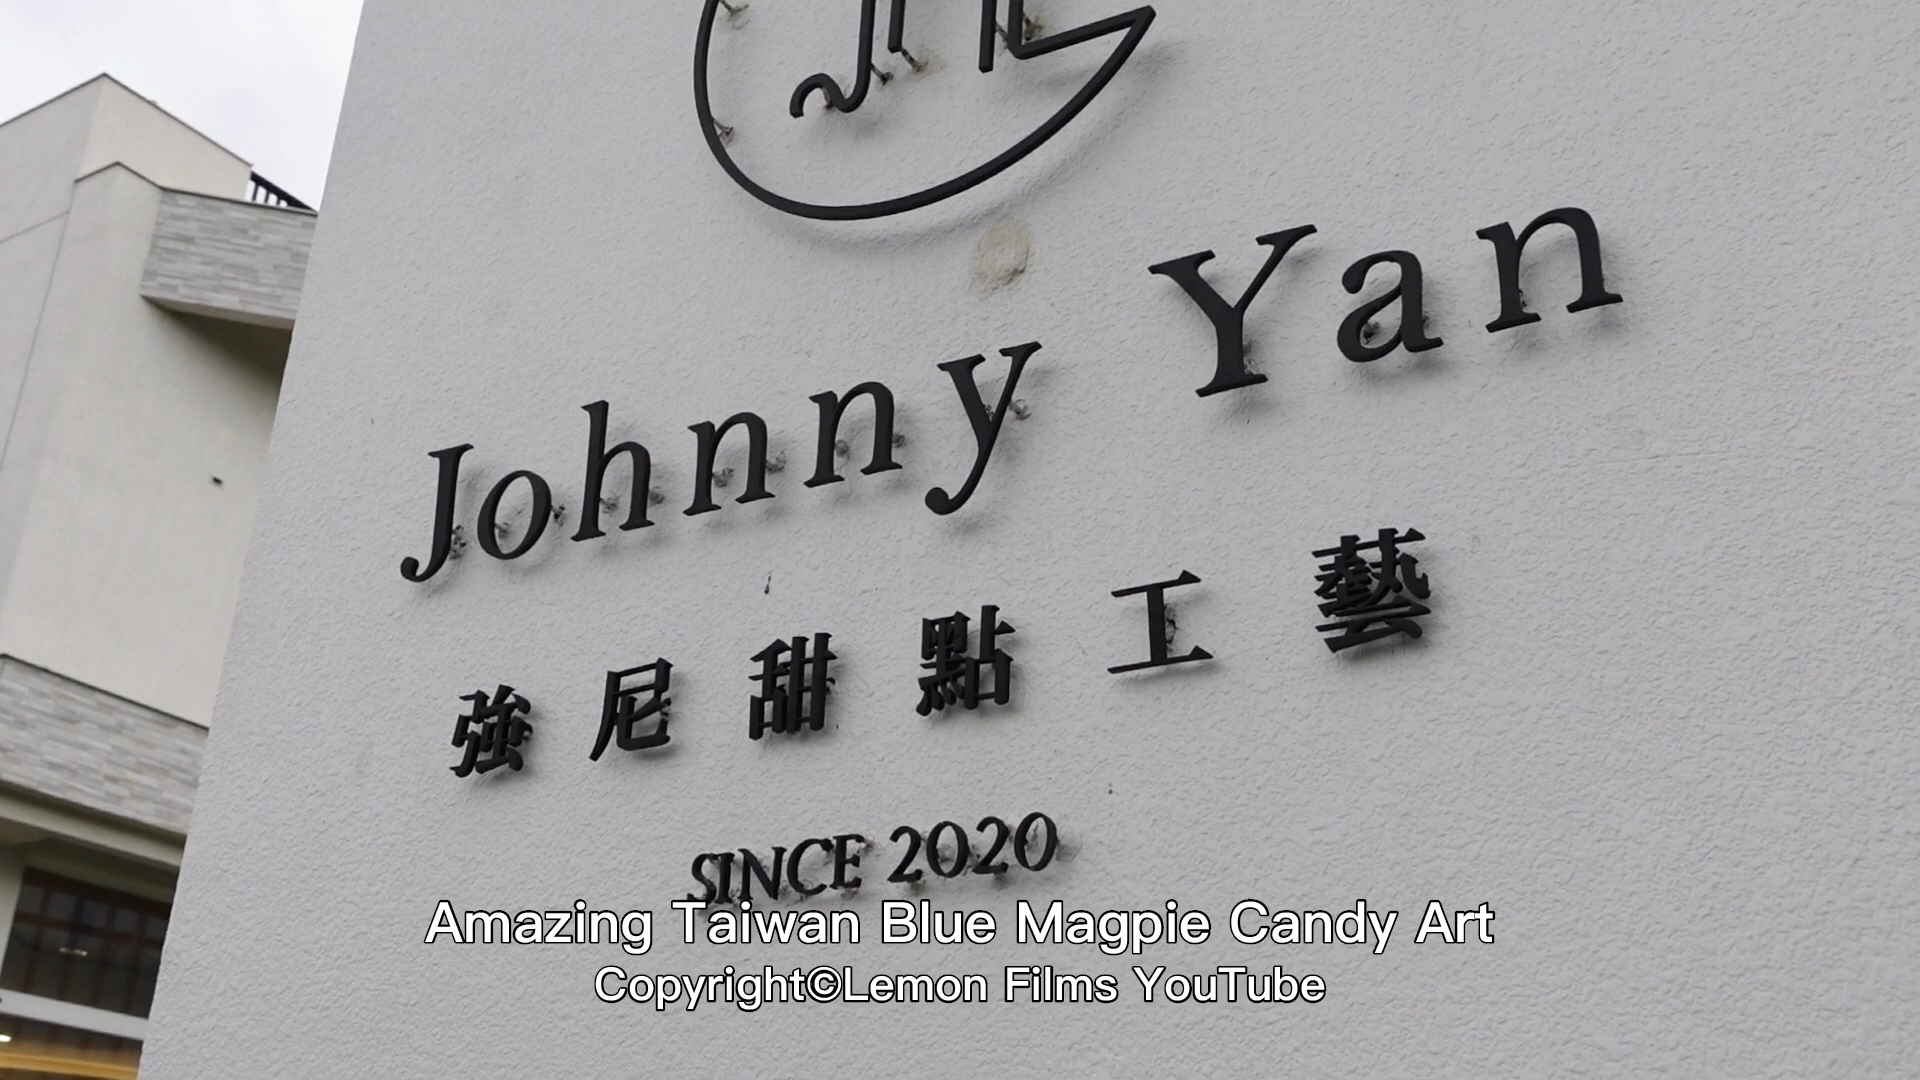 Johnny Yan
強尼甜點工藝
SINCE 2020
Amazing Taiwan Blue Magpie Candy Art
Copyright©Lemon Films YouTube